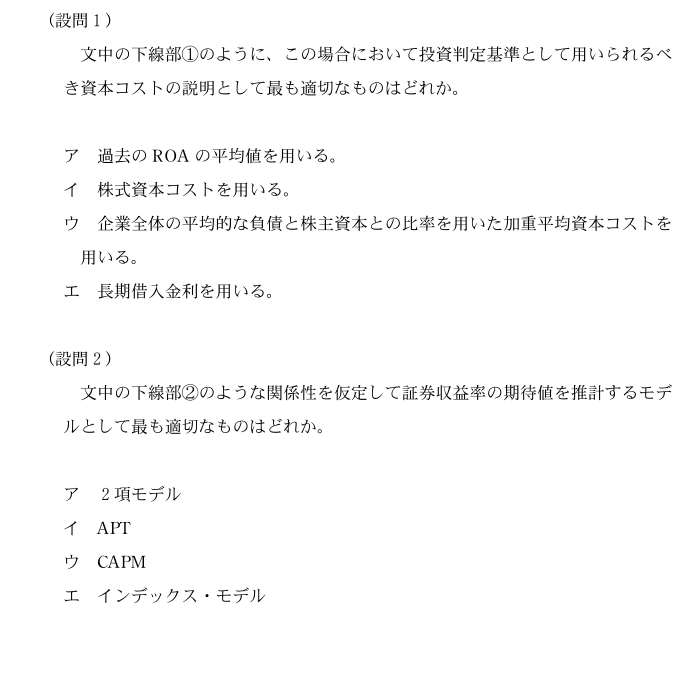 （設問１）
文中の下線部①のように、この場合において投資判定基準として用いられるべ
き資本コストの説明として最も適切なものはどれか。
ア　過去の ROA の平均値を用いる。
イ　株式資本コストを用いる。
ウ　企業全体の平均的な負債と株主資本との比率を用いた加重平均資本コストを
用いる。
エ　長期借入金利を用いる。
（設問２）
文中の下線部②のような関係性を仮定して証券収益率の期待値を推計するモデ
ルとして最も適切なものはどれか。
ア　２項モデル
イ　APT
ウ　CAPM
エ　インデックス・モデル